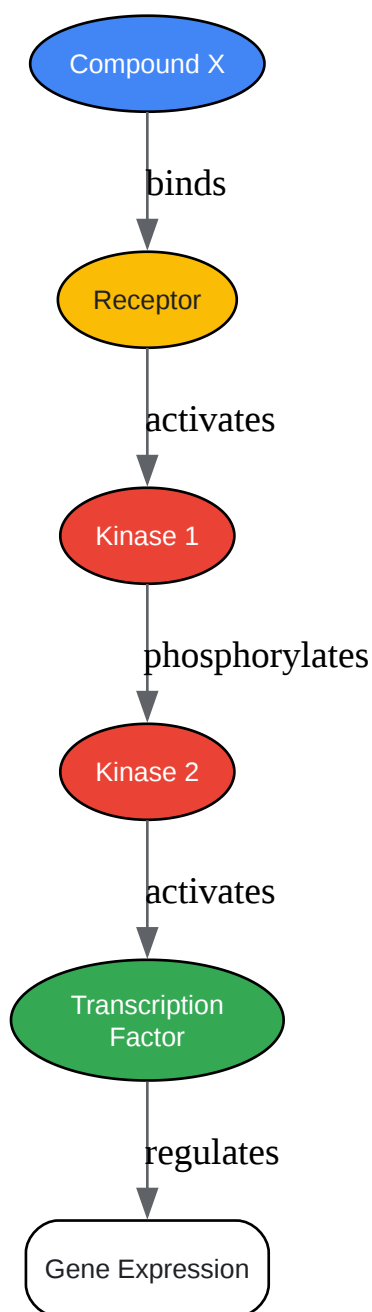 Compound X
binds
Receptor
activates
Kinase 1
phosphorylates
Kinase 2
activates
Transcription
Factor
regulates
Gene Expression